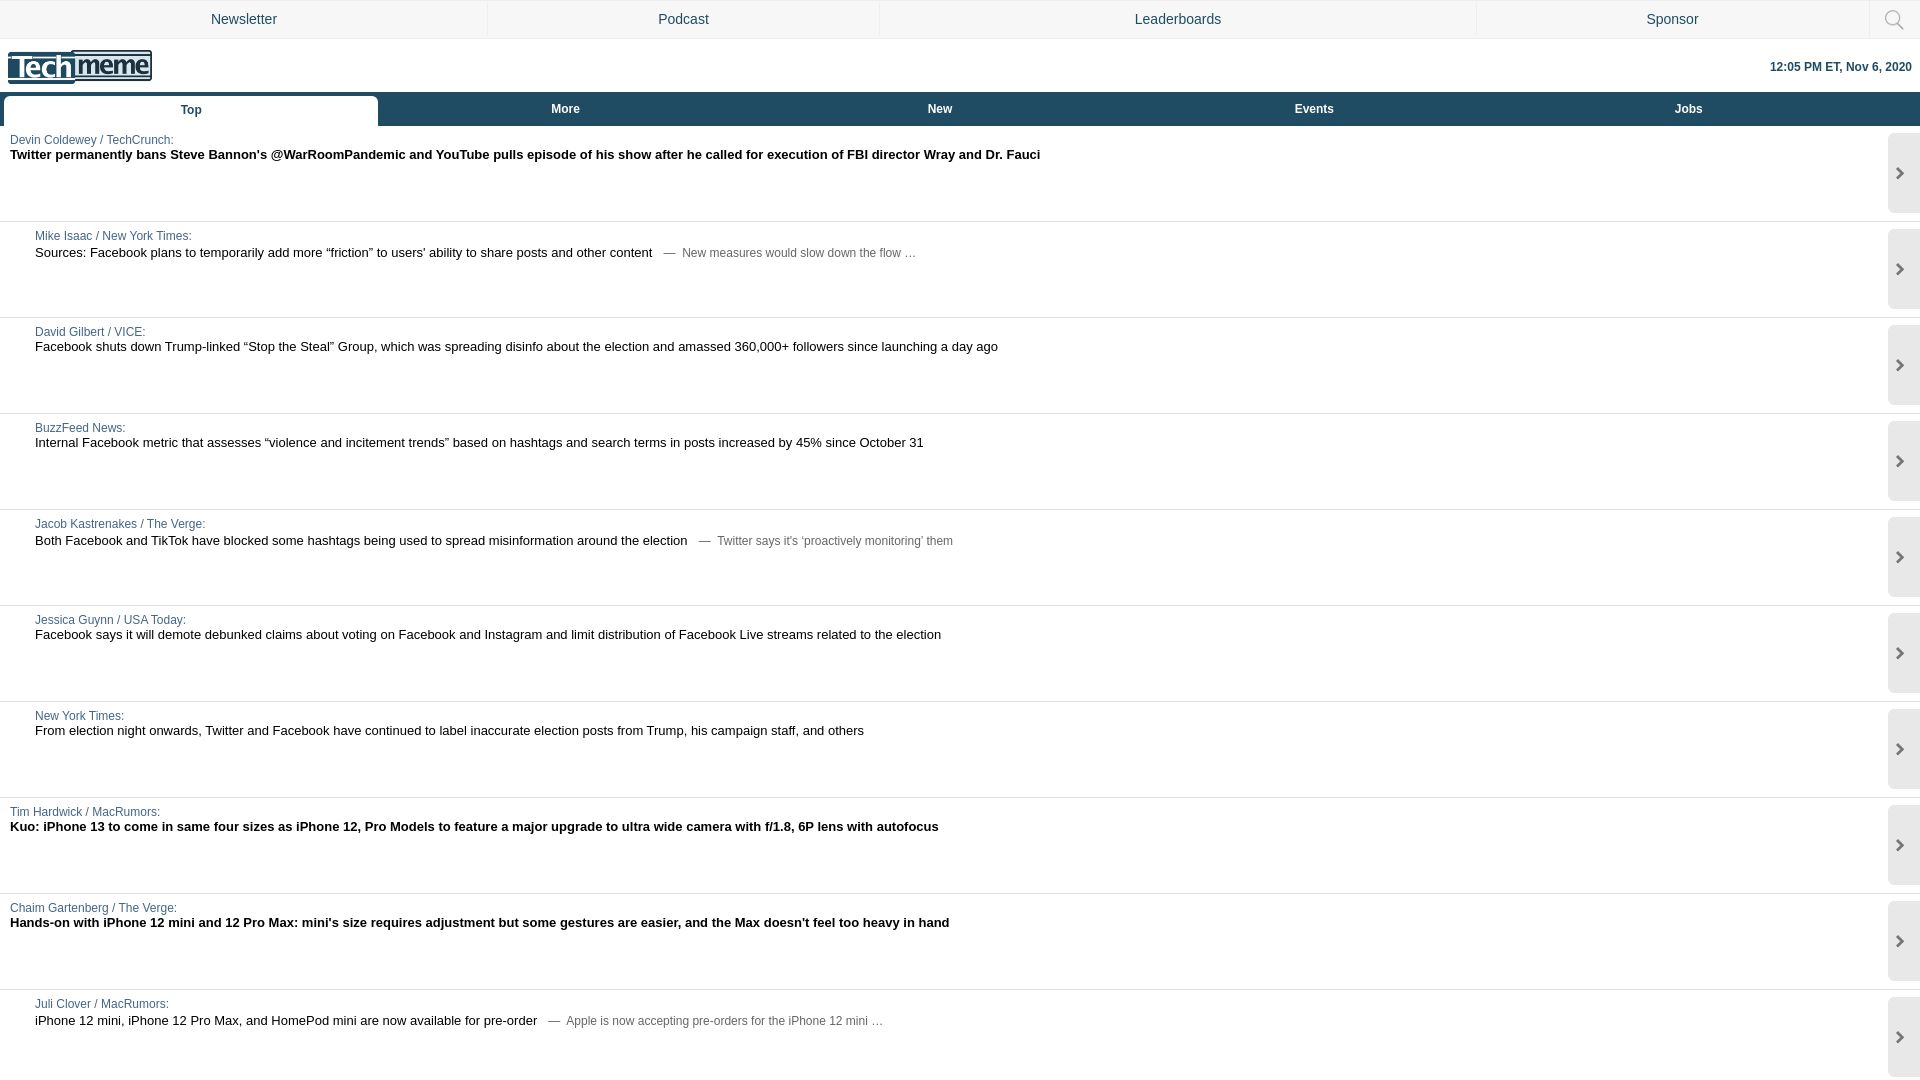 Newsletter
Podcast
Leaderboards
Sponsor
Techmeme
12:05 PM ET, Nov 6, 2020
Top
More
New
Events
Jobs
Devin Coldewey / TechCrunch:
Twitter permanently bans Steve Bannon's @WarRoomPandemic and YouTube pulls episode of his show after he called for execution of FBI director Wray and Dr. Fauci
Mike Isaac / New York Times:
Sources: Facebook plans to temporarily add more “friction” to users' ability to share posts and other content — New measures would slow down the flow …
David Gilbert / VICE:
Facebook shuts down Trump-linked “Stop the Steal” Group, which was spreading disinfo about the election and amassed 360,000+ followers since launching a day ago
BuzzFeed News:
Internal Facebook metric that assesses “violence and incitement trends” based on hashtags and search terms in posts increased by 45% since October 31
Jacob Kastrenakes / The Verge:
Both Facebook and TikTok have blocked some hashtags being used to spread misinformation around the election — Twitter says it's ‘proactively monitoring’ them
Jessica Guynn / USA Today:
Facebook says it will demote debunked claims about voting on Facebook and Instagram and limit distribution of Facebook Live streams related to the election
New York Times:
From election night onwards, Twitter and Facebook have continued to label inaccurate election posts from Trump, his campaign staff, and others
Tim Hardwick / MacRumors:
Kuo: iPhone 13 to come in same four sizes as iPhone 12, Pro Models to feature a major upgrade to ultra wide camera with f/1.8, 6P lens with autofocus
Chaim Gartenberg / The Verge:
Hands-on with iPhone 12 mini and 12 Pro Max: mini's size requires adjustment but some gestures are easier, and the Max doesn't feel too heavy in hand
Juli Clover / MacRumors:
iPhone 12 mini, iPhone 12 Pro Max, and HomePod mini are now available for pre-order — Apple is now accepting pre-orders for the iPhone 12 mini …